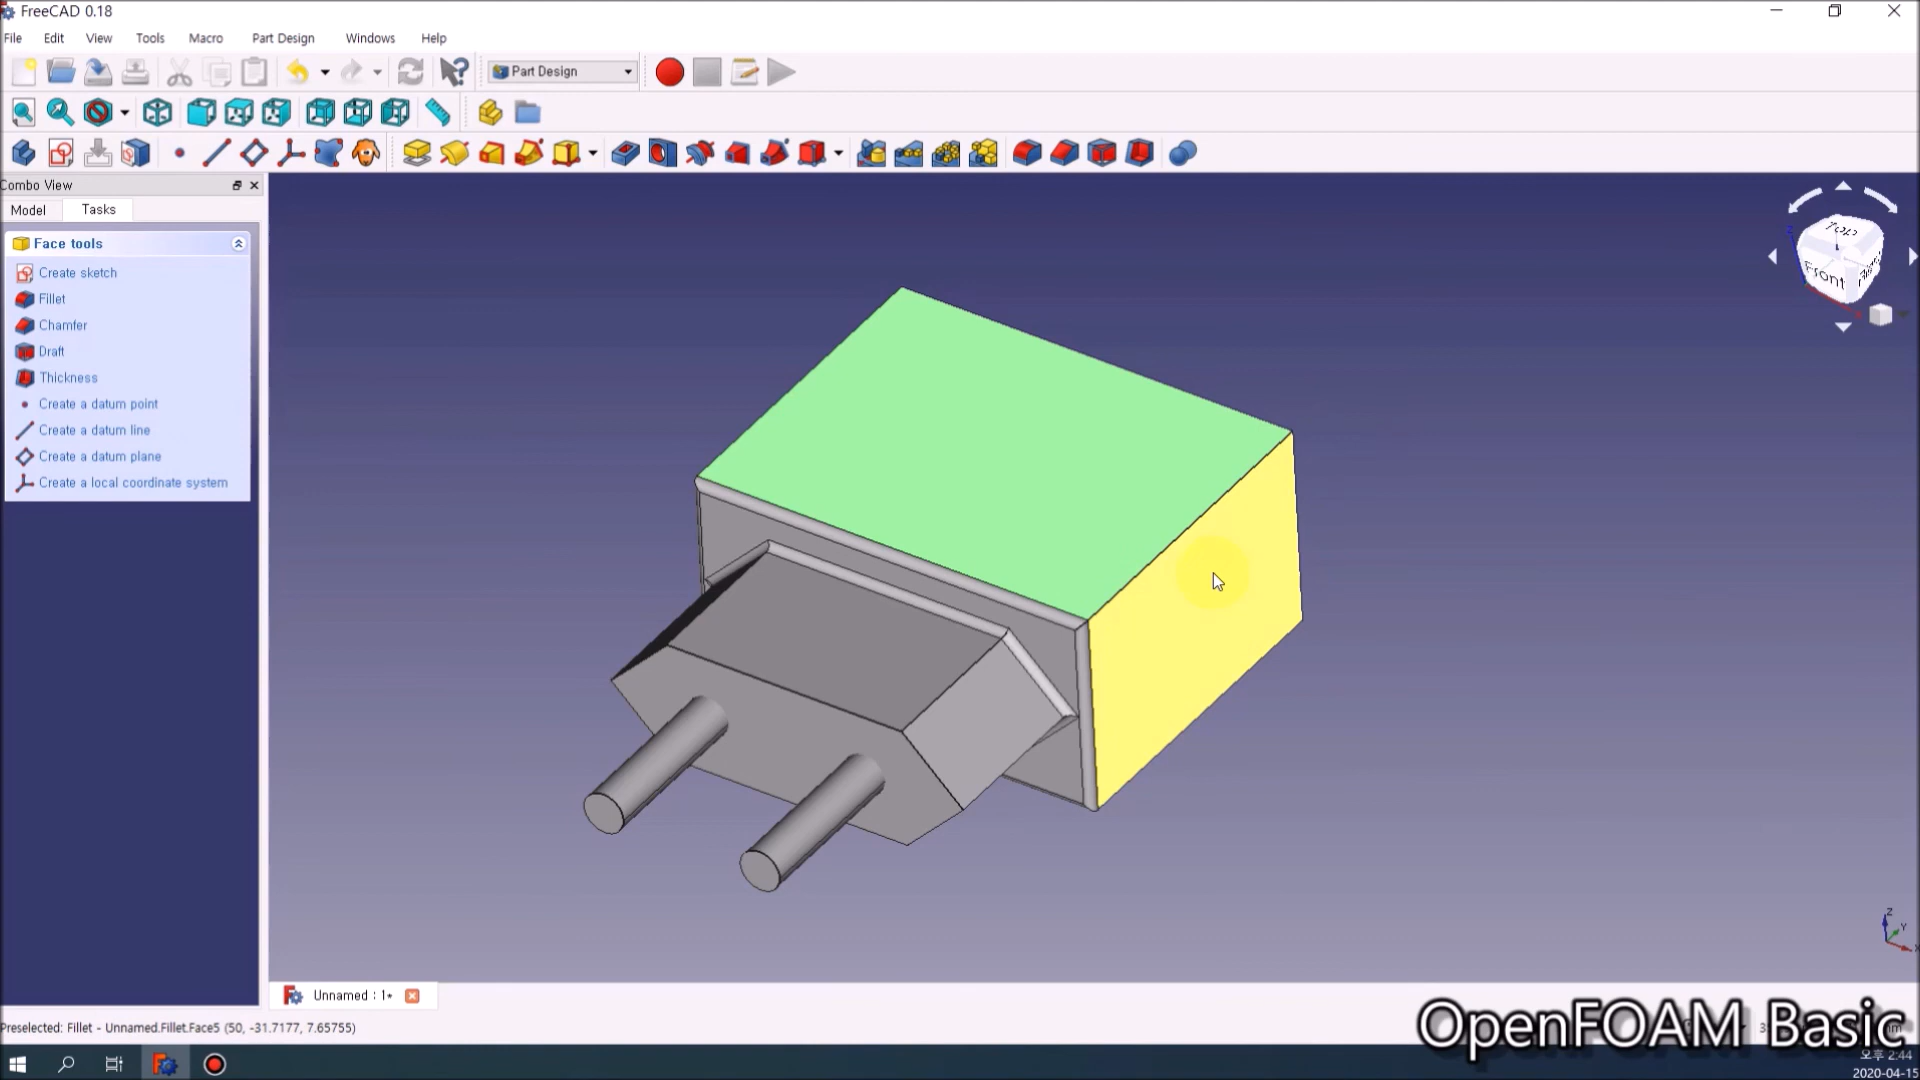 FreeCAD 0.18
File Edit View Tools Macro Part Design Windows Help
Part Design
Combo View
Model Tasks
Face tools
Create sketch
Fillet
Chamfer
Draft
Thickness
Create a datum point
Create a datum line
Create a datum plane
Create a local coordinate system
Top
Front
Z
Y
Unnamed : 1*
Preselected: Fillet - Unnamed.Fillet.Face5 (50, -31.7177, 7.65755)
OpenFOAM Basic
오후 2:44
2020-04-15